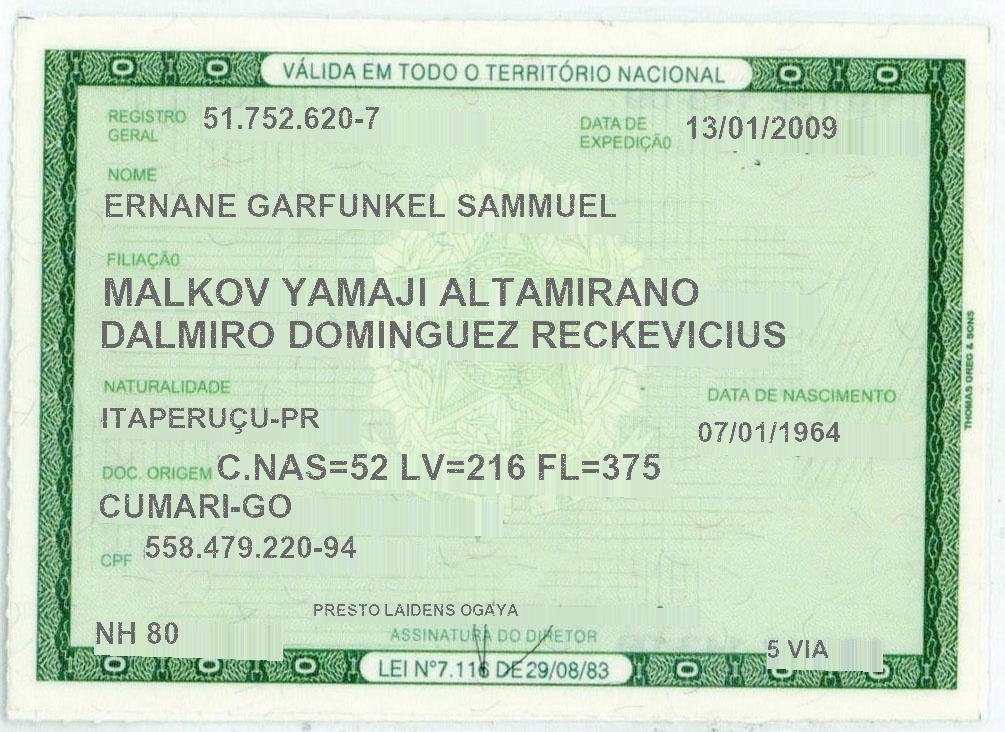 VÁLIDA EM TODO O TERRITÓRIO NACIONAL
REGISTRO GERAL 51.752.620-7
DATA DE EXPEDIÇÃO 13/01/2009
NOME
ERNANE GARFUNKEL SAMMUEL
FILIAÇÃO
MALKOV YAMAJI ALTAMIRANO
DALMIRO DOMINGUEZ RECKEVICIUS
NATURALIDADE
ITAPERUÇU-PR
DATA DE NASCIMENTO
07/01/1964
DOC. ORIGEM C.NAS=52 LV=216 FL=375
CUMARI-GO
CPF 558.479.220-94
PRESTO LAIDENS OGAYA
NH 80
ASSINATURA DO DIRETOR
5 VIA
LEI Nº7.116 DE 29/08/83
THOMAS GREG & SONS